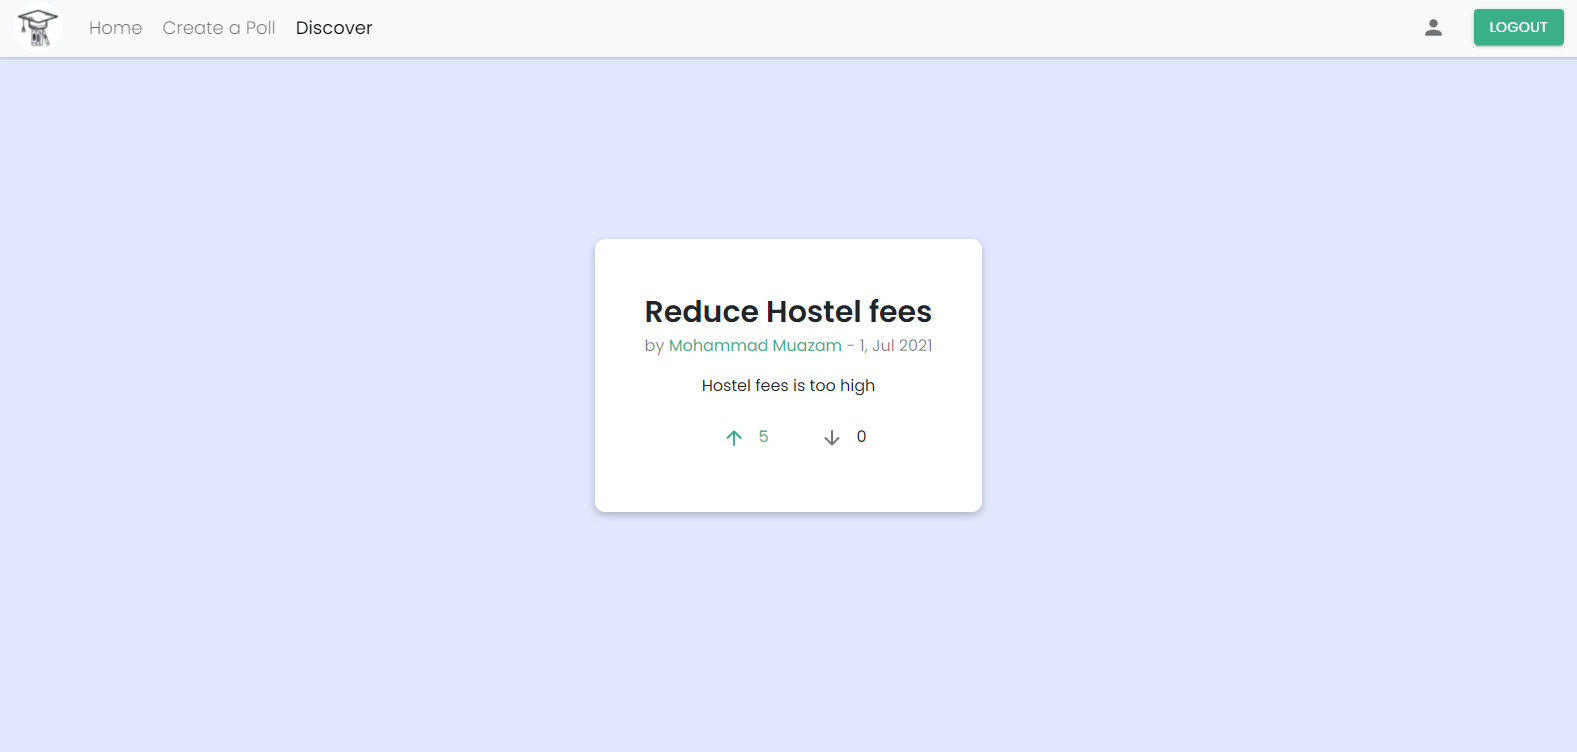 Home Create a Poll Discover LOGOUT
Reduce Hostel fees
by Mohammad Muazam - 1, Jul 2021
Hostel fees is too high
5 0